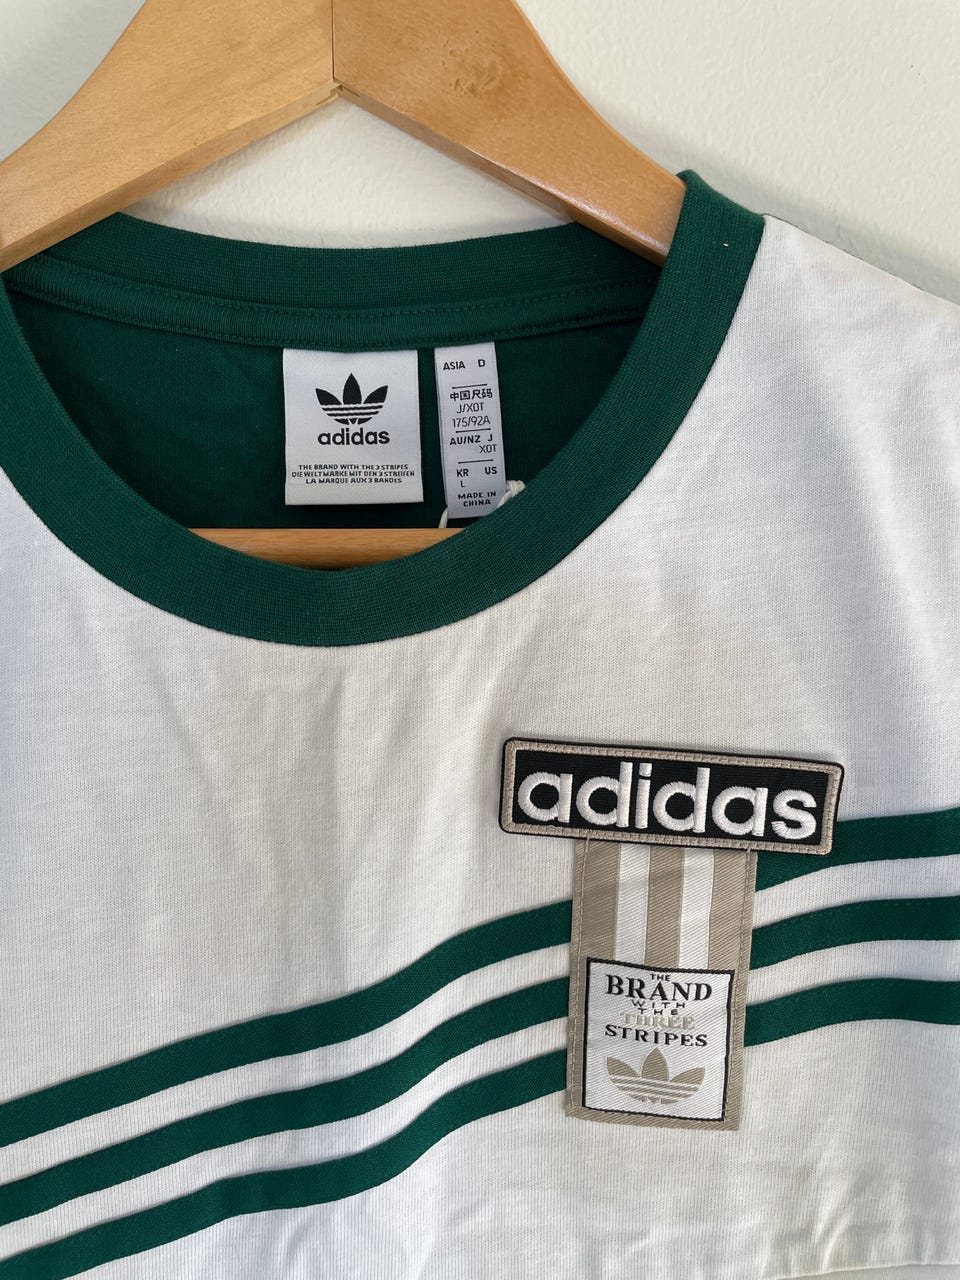 adidas
THE BRAND WITH THE 3 STRIPES
DIE WELTMARKE MIT DEN 3 STREIFEN
LA MARQUE AUX 3 BANDES
ASIA D
中国尺码
J/XOT
175/92A
AU/NZ J
XOT
KR US
L
MADE IN
CHINA
adidas
THE
BRAND
WITH
THE
THREE
STRIPES